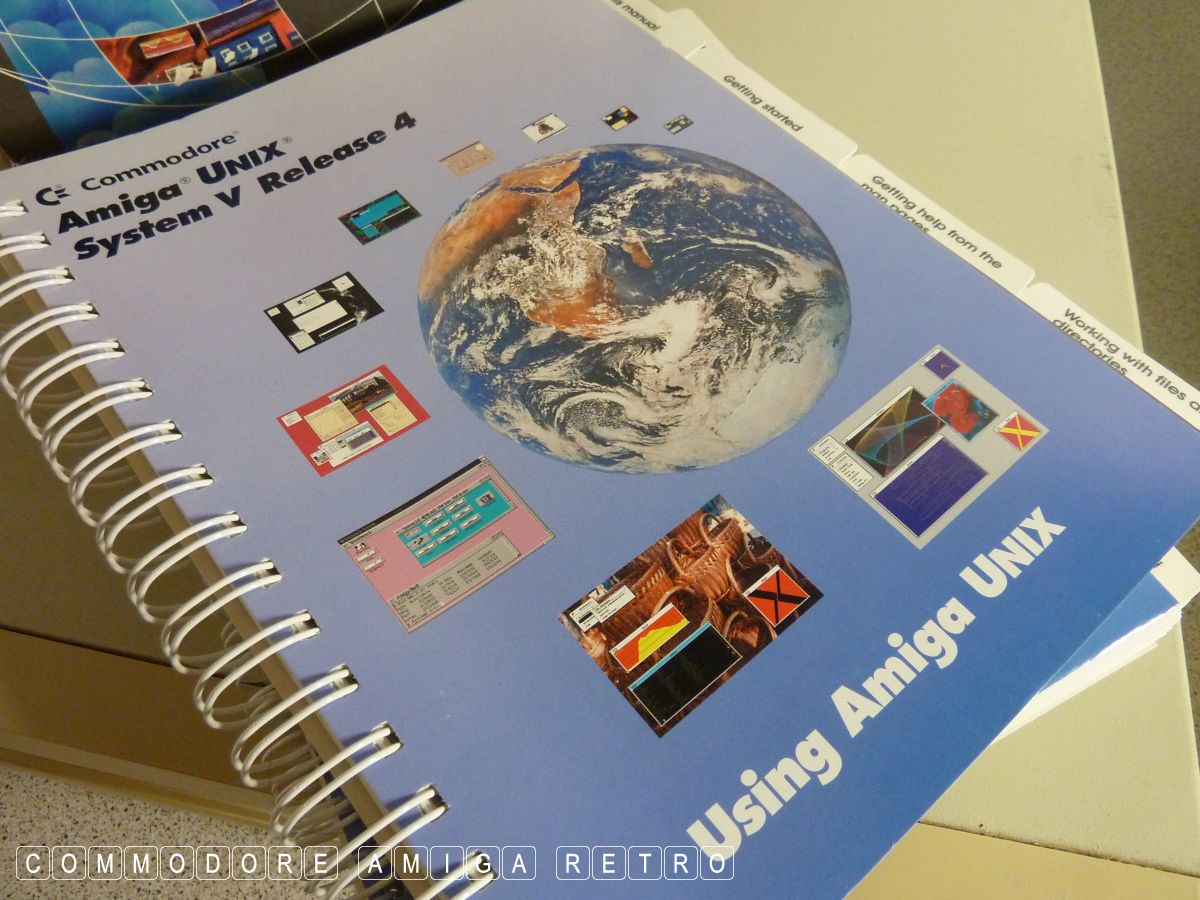 Commodore®
Amiga® UNIX®
System V Release 4
Using Amiga UNIX
manual
Getting started
Getting help from the
man pages
Working with files
directories
COMMODORE AMIGA RETRO